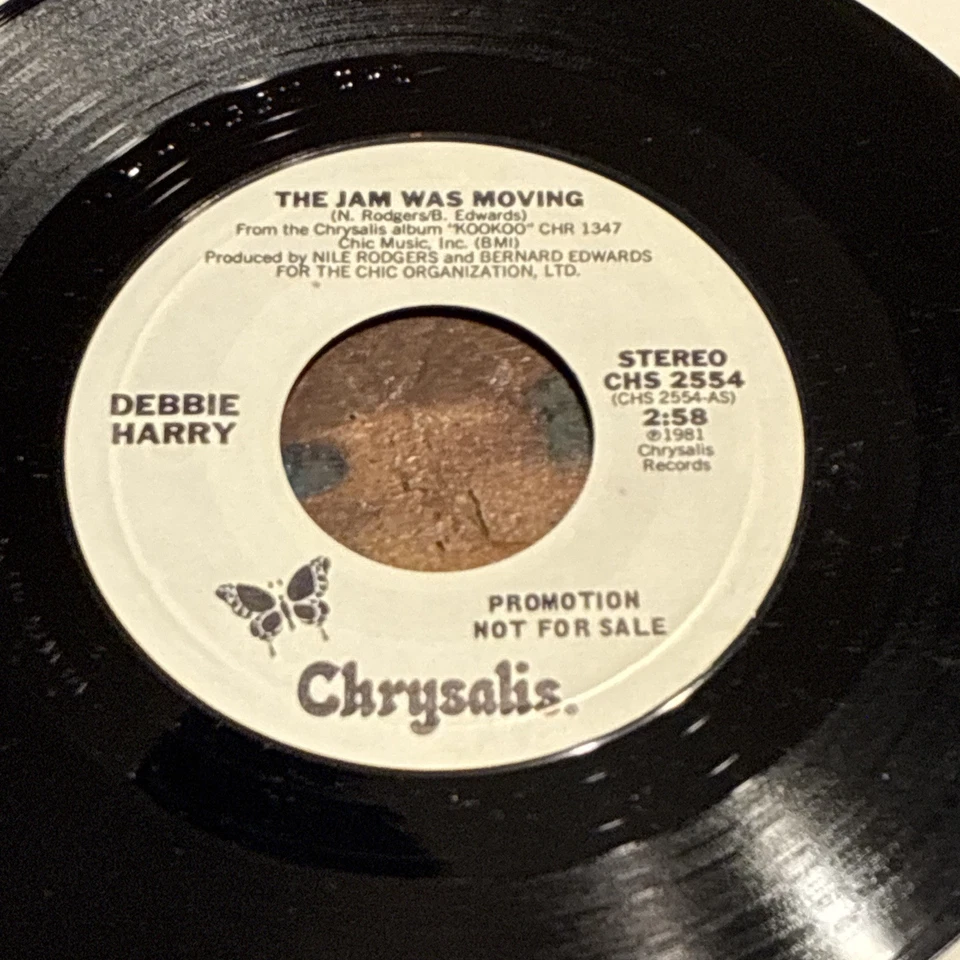 THE JAM WAS MOVING
(N. Rodgers/B. Edwards)
From the Chrysalis album "KOOKOO" CHR 1347
Chic Music, Inc. (BMI)
Produced by NILE RODGERS and BERNARD EDWARDS
FOR THE CHIC ORGANIZATION, LTD.
DEBBIE
HARRY
STEREO
CHS 2554
(CHS 2554-AS)
2:58
℗1981
Chrysalis
Records
PROMOTION
NOT FOR SALE
Chrysalis.